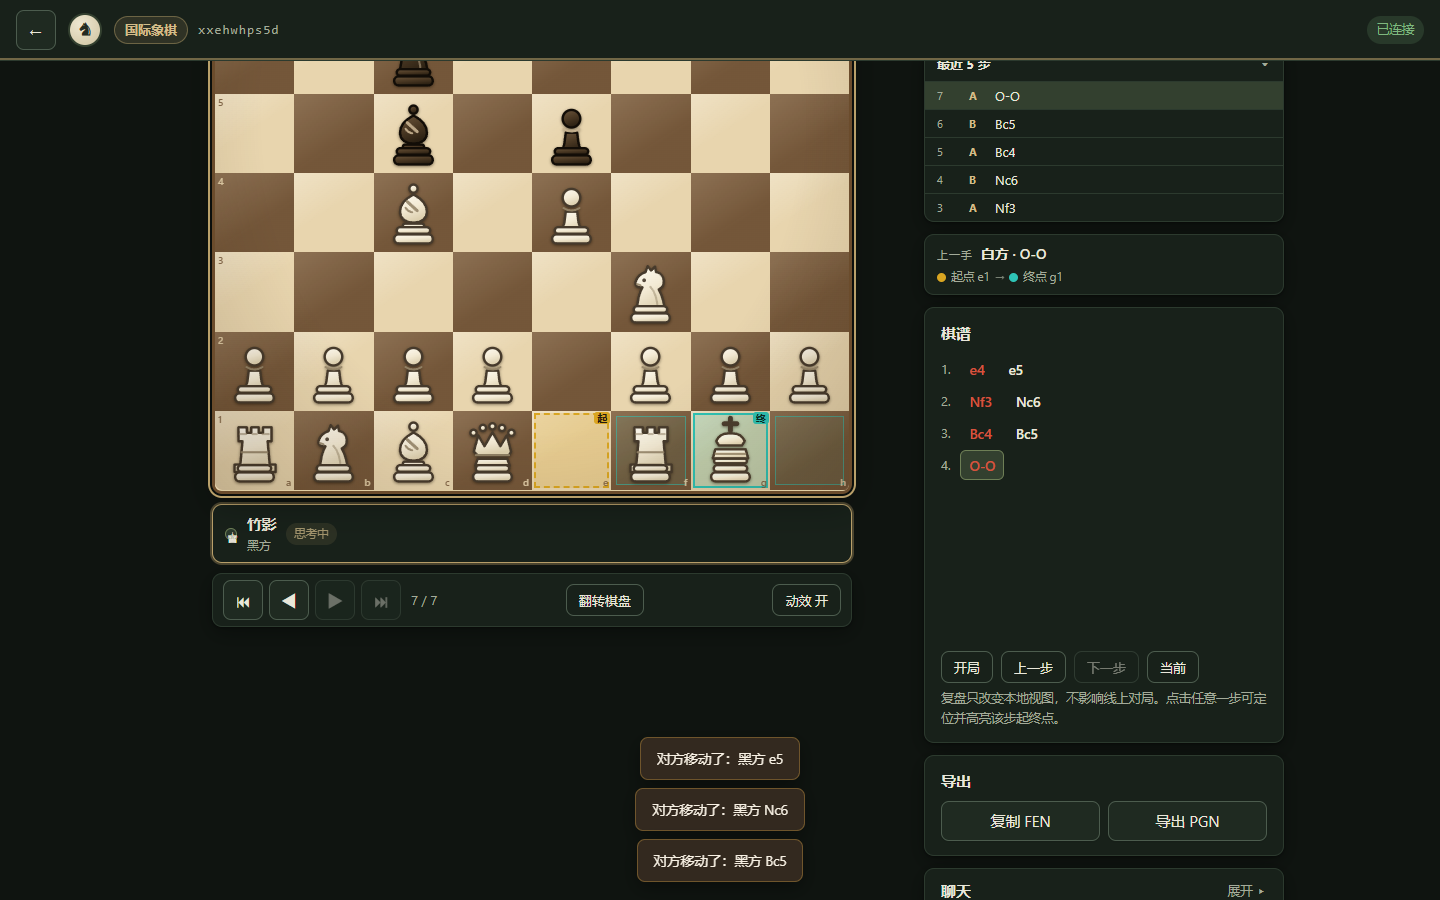 ←
国际象棋
xxehwhps5d
已连接
5
4
3
2
1
a
b
c
d
e
f
g
h
起
终
竹影
黑方
思考中
7 / 7
翻转棋盘
动效 开
对方移动了：黑方 e5
对方移动了：黑方 Nc6
对方移动了：黑方 Bc5
最近 5 步
7 A O-O
6 B Bc5
5 A Bc4
4 B Nc6
3 A Nf3
上一手 白方 · O-O
起点 e1 → 终点 g1
棋谱
1. e4 e5
2. Nf3 Nc6
3. Bc4 Bc5
4. O-O
开局 上一步 下一步 当前
复盘只改变本地视图，不影响线上对局。点击任意一步可定
位并高亮该步起终点。
导出
复制 FEN 导出 PGN
聊天 展开